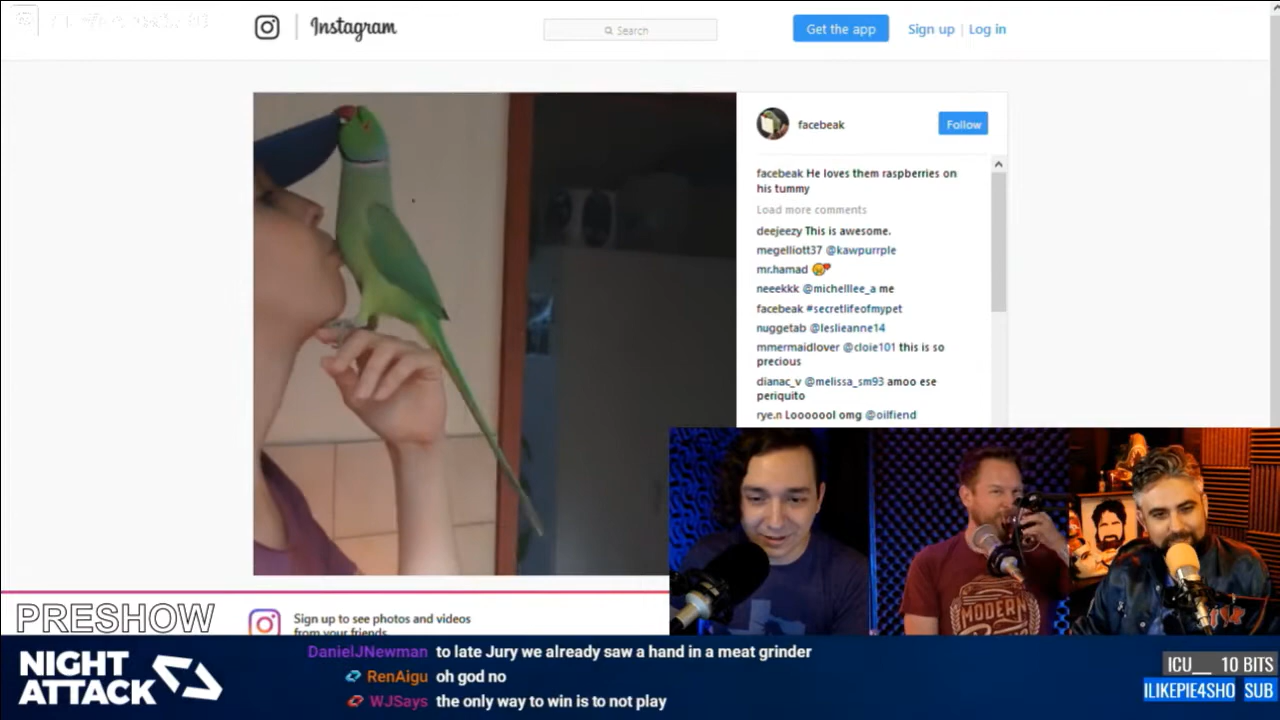 Instagram
Search
Get the app
Sign up | Log in
facebeak
Follow
facebeak He loves them raspberries on
his tummy
Load more comments
deejeezy This is awesome.
megelliott37 @kawpurrple
mr.hamad
neeekkk @michelllee_a me
facebeak #secretlifeofmypet
nuggetab @leslieanne14
mmermaidlover @cloie101 this is so
precious
dianac_v @melissa_sm93 amoo ese
periquito
rye.n Looooool omg @oilfiend
MODERN
PRESHOW
Sign up to see photos and videos
from your friends
NIGHT
ATTACK
DanielJNewman to late Jury we already saw a hand in a meat grinder
RenAigu oh god no
WJSays the only way to win is to not play
ICU__ 10 BITS
ILIKEPIE4SHO SUB